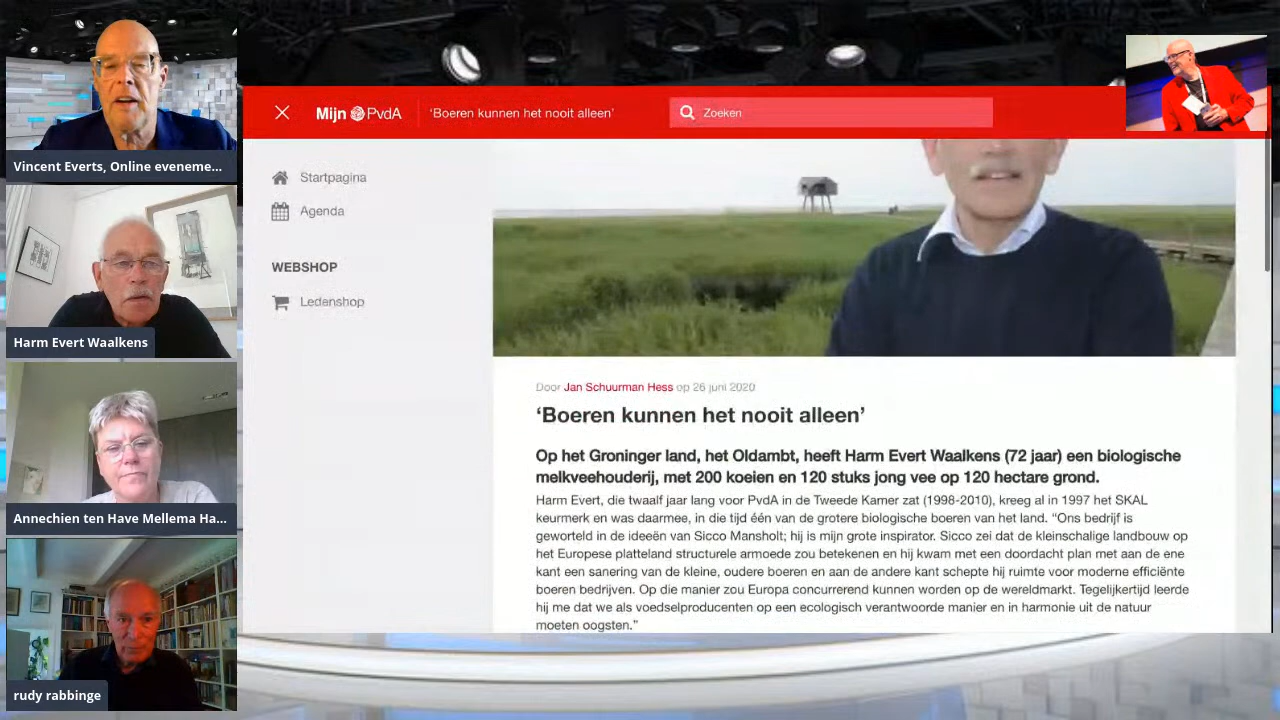 Vincent Everts, Online eveneme...
Harm Evert Waalkens
Annechien ten Have Mellema Ha...
rudy rabbinge
Mijn PvdA
‘Boeren kunnen het nooit alleen’
Zoeken
Startpagina
Agenda
WEBSHOP
Ledenshop
Door Jan Schuurman Hess op 26 juni 2020
‘Boeren kunnen het nooit alleen’
Op het Groninger land, het Oldambt, heeft Harm Evert Waalkens (72 jaar) een biologische
melkveehouderij, met 200 koeien en 120 stuks jong vee op 120 hectare grond.
Harm Evert, die twaalf jaar lang voor PvdA in de Tweede Kamer zat (1998-2010), kreeg al in 1997 het SKAL
keurmerk en was daarmee, in die tijd één van de grotere biologische boeren van het land. “Ons bedrijf is
geworteld in de ideeën van Sicco Mansholt; hij is mijn grote inspirator. Sicco zei dat de kleinschalige landbouw op
het Europese platteland structurele armoede zou betekenen en hij kwam met een doordacht plan met aan de ene
kant een sanering van de kleine, oudere boeren en aan de andere kant schepte hij ruimte voor moderne efficiënte
boeren bedrijven. Op die manier zou Europa concurrerend kunnen worden op de wereldmarkt. Tegelijkertijd leerde
hij me dat we als voedselproducenten op een ecologisch verantwoorde manier en in harmonie uit de natuur
moeten oogsten.”